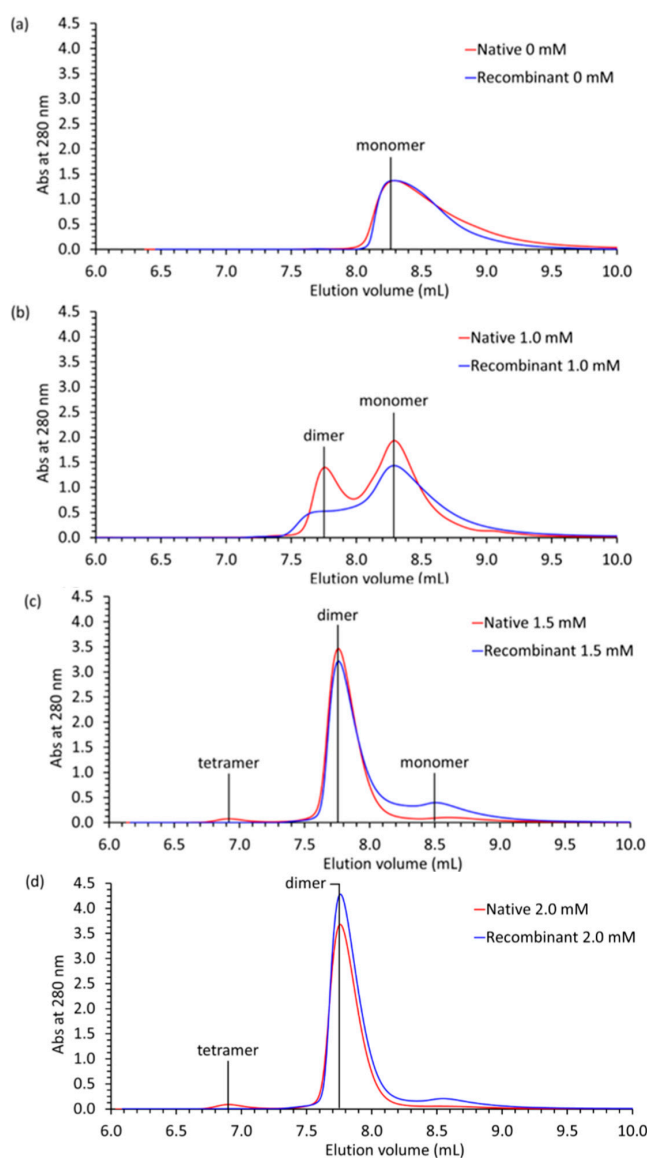 (a)
Native 0 mM
Recombinant 0 mM
monomer
Abs at 280 nm
4.5
4.0
3.5
3.0
2.5
2.0
1.5
1.0
0.5
0.0
6.0 6.5 7.0 7.5 8.0 8.5 9.0 9.5 10.0
Elution volume (mL)
(b)
Native 1.0 mM
Recombinant 1.0 mM
dimer
monomer
Abs at 280 nm
4.5
4.0
3.5
3.0
2.5
2.0
1.5
1.0
0.5
0.0
6.0 6.5 7.0 7.5 8.0 8.5 9.0 9.5 10.0
Elution volume (mL)
(c)
Native 1.5 mM
Recombinant 1.5 mM
dimer
tetramer
monomer
Abs at 280 nm
4.5
4.0
3.5
3.0
2.5
2.0
1.5
1.0
0.5
0.0
6.0 6.5 7.0 7.5 8.0 8.5 9.0 9.5 10.0
Elution volume (mL)
(d)
dimer
Native 2.0 mM
Recombinant 2.0 mM
tetramer
Abs at 280 nm
4.5
4.0
3.5
3.0
2.5
2.0
1.5
1.0
0.5
0.0
6.0 6.5 7.0 7.5 8.0 8.5 9.0 9.5 10.0
Elution volume (mL)